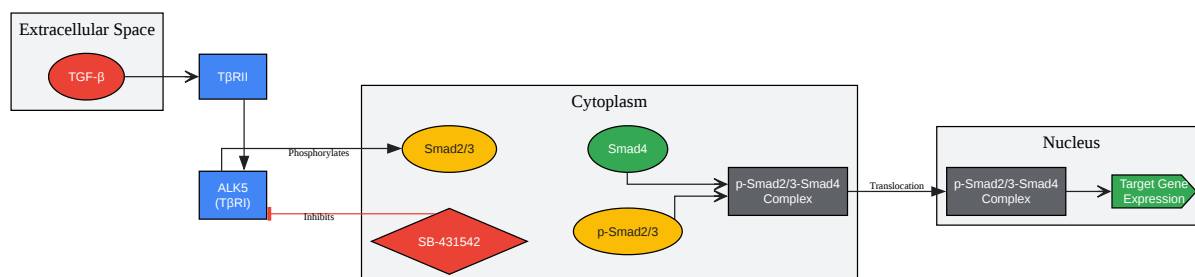 Extracellular Space
TGF-β
TβRII
ALK5
(TβRI)
Phosphorylates
Inhibits
Cytoplasm
Smad2/3
SB-431542
Smad4
p-Smad2/3
p-Smad2/3-Smad4
Complex
Translocation
Nucleus
p-Smad2/3-Smad4
Complex
Target Gene
Expression